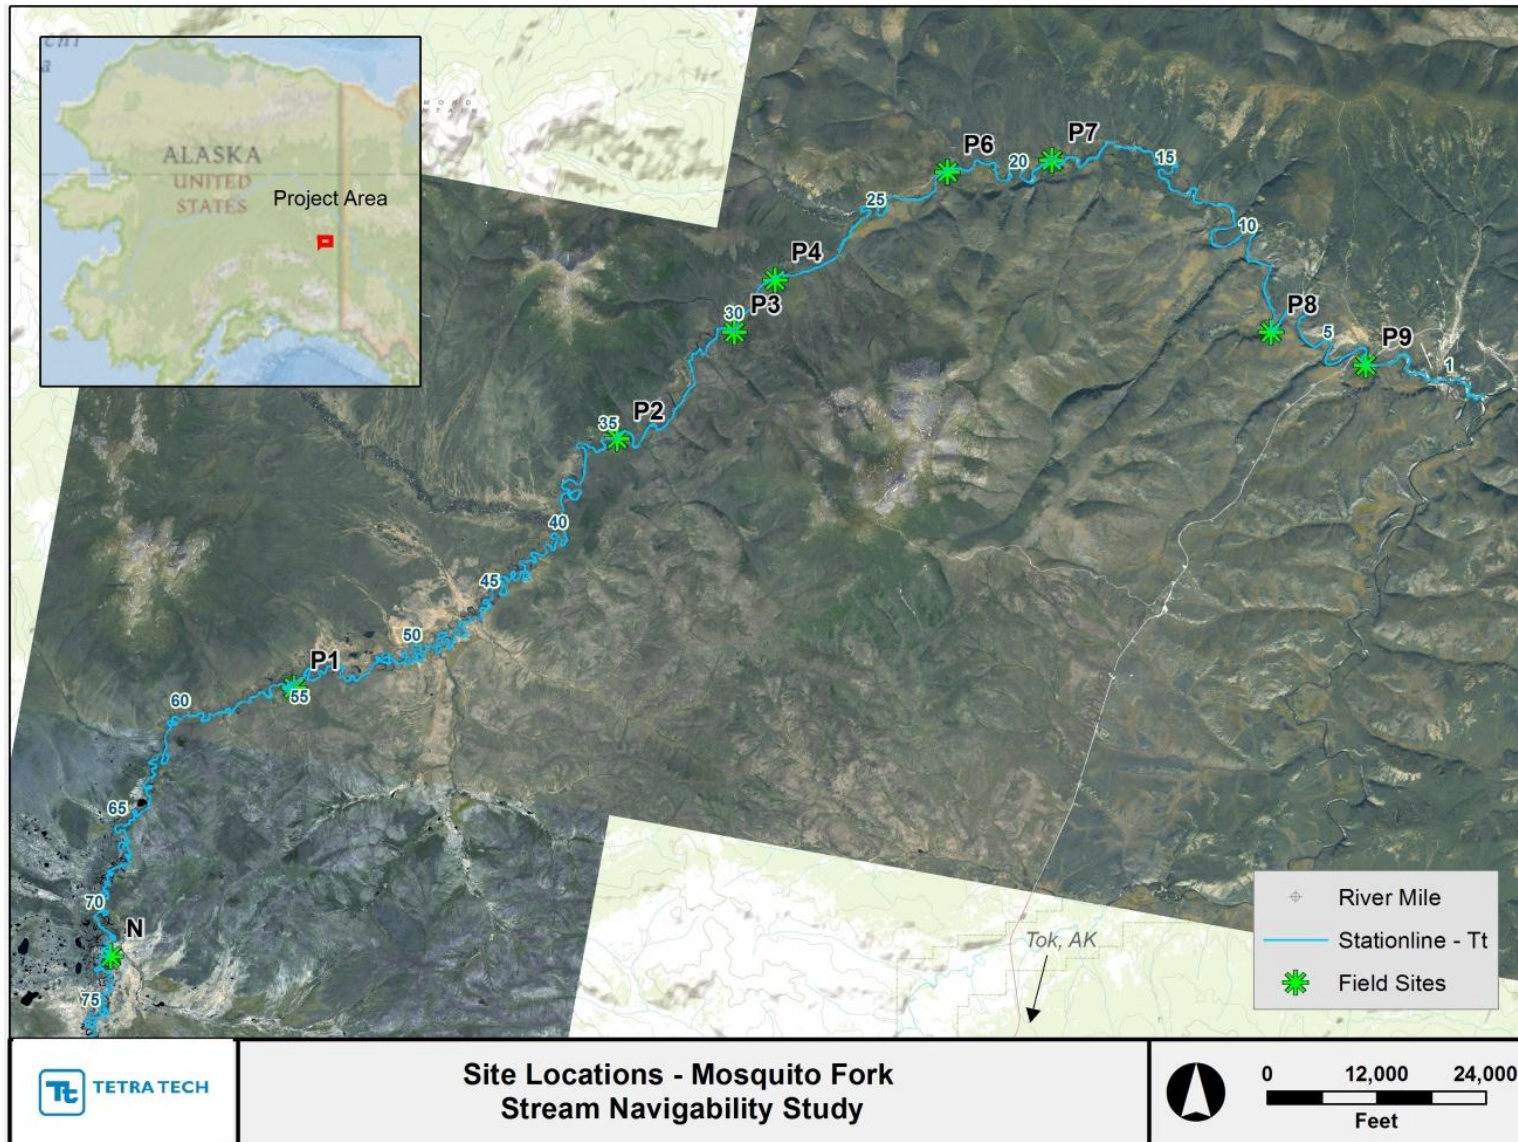 ALASKA
UNITED
STATES
Project Area
P6
20
P7
15
25
10
P4
30
P3
P8
5
P9
1
35
P2
40
45
50
P1
55
60
65
70
N
75
Tok, AK
River Mile
Stationline - Tt
Field Sites
Tt
TETRA TECH
Site Locations - Mosquito Fork
Stream Navigability Study
0 12,000 24,000
Feet